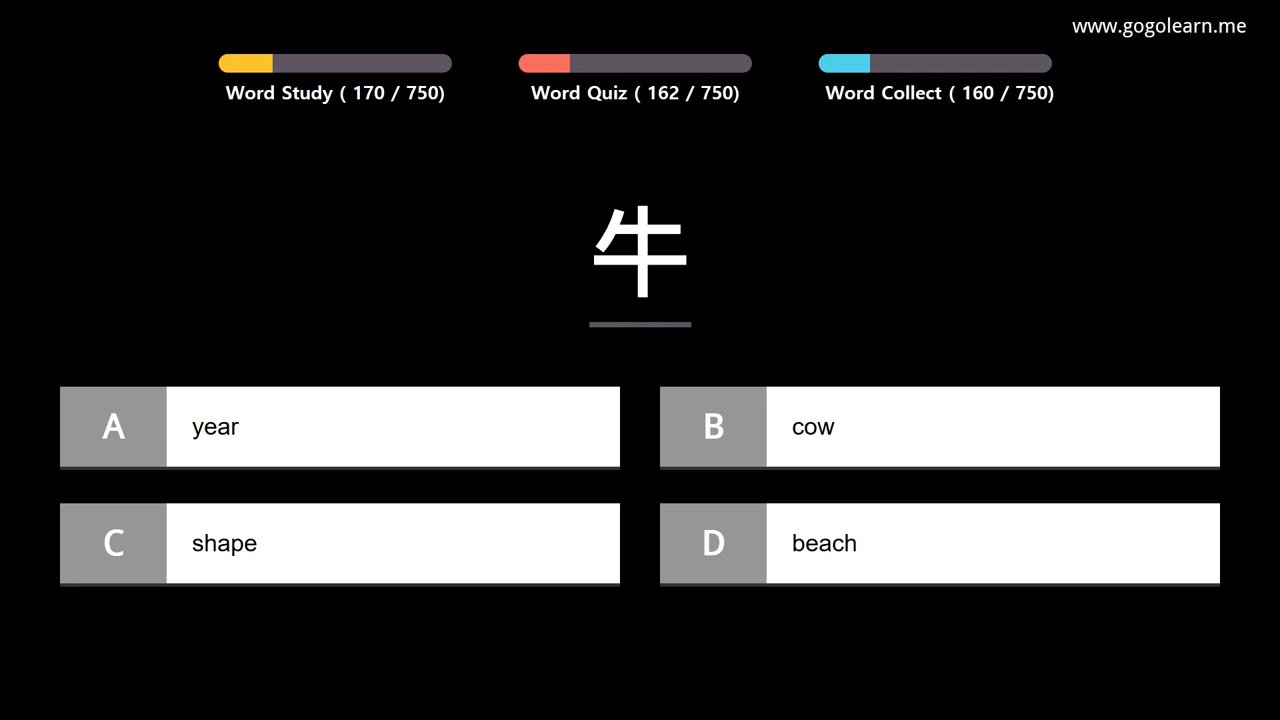 www.gogolearn.me
Word Study ( 170 / 750)
Word Quiz ( 162 / 750)
Word Collect ( 160 / 750)
牛
A year
B cow
C shape
D beach